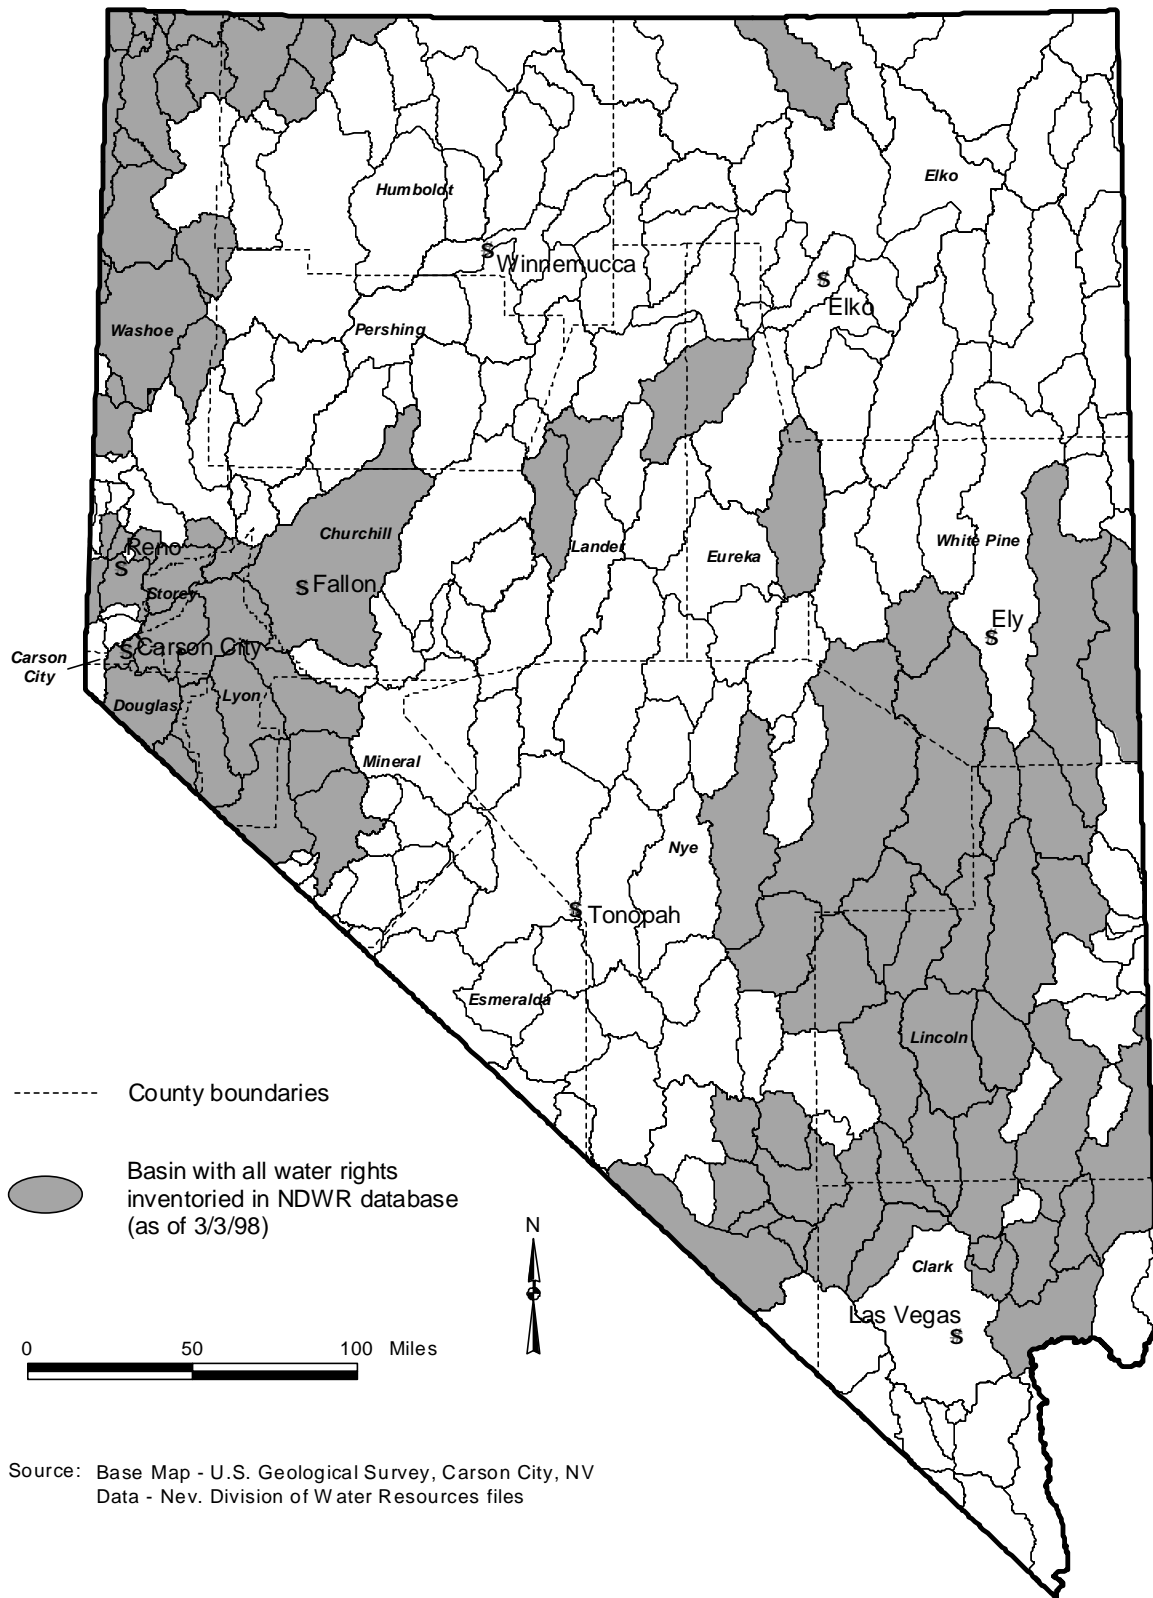 Humboldt
Elko
Winnemucca
Elko
Washoe
Pershing
Churchill
Reno
Lander
Eureka
White Pine
Fallon
Storey
Ely
Carson City
Carson
City
Douglas
Lyon
Mineral
Nye
Tonopah
Esmeralda
Lincoln
County boundaries
Basin with all water rights
inventoried in NDWR database
(as of 3/3/98)
N
Clark
Las Vegas
0 50 100 Miles
Source: Base Map - U.S. Geological Survey, Carson City, NV
Data - Nev. Division of Water Resources files